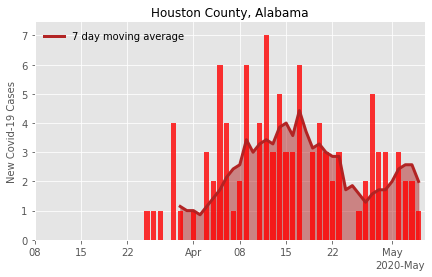 Houston County, Alabama
7 day moving average
New Covid-19 Cases
7
6
5
4
3
2
1
0
08 15 22 Apr 08 15 22 May
2020-May